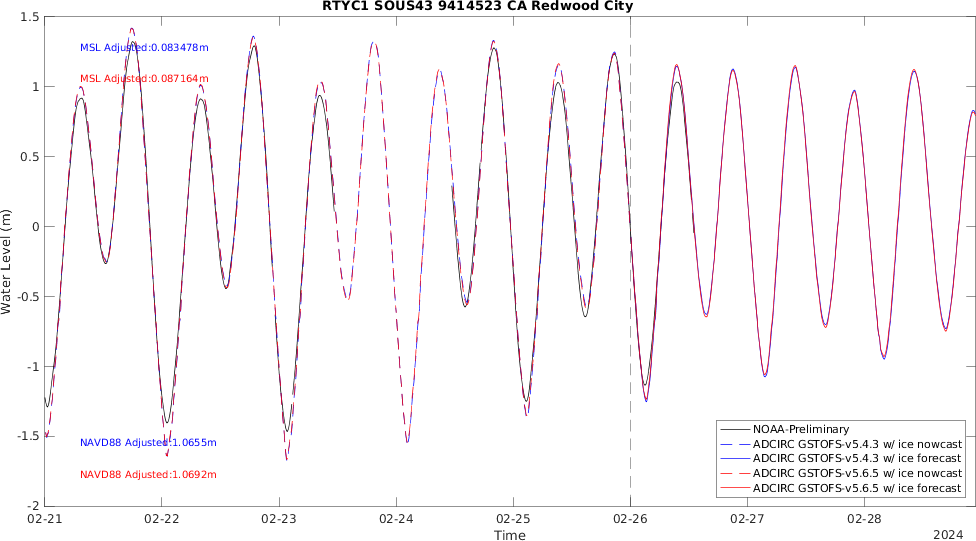 RTYC1 SOUS43 9414523 CA Redwood City
1.5
1
0.5
0
-0.5
-1
-1.5
-2
Water Level (m)
MSL Adjusted:0.083478m
MSL Adjusted:0.087164m
NAVD88 Adjusted:1.0655m
NAVD88 Adjusted:1.0692m
NOAA-Preliminary
ADCIRC GSTOFS-v5.4.3 w/ ice nowcast
ADCIRC GSTOFS-v5.4.3 w/ ice forecast
ADCIRC GSTOFS-v5.6.5 w/ ice nowcast
ADCIRC GSTOFS-v5.6.5 w/ ice forecast
02-21 02-22 02-23 02-24 02-25 02-26 02-27 02-28
Time
2024